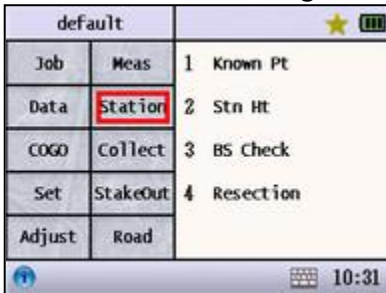 default
Job Meas 1 Known Pt
Data Station 2 Stn Ht
COGO Collect 3 BS Check
Set StakeOut 4 Resection
Adjust Road
10:31